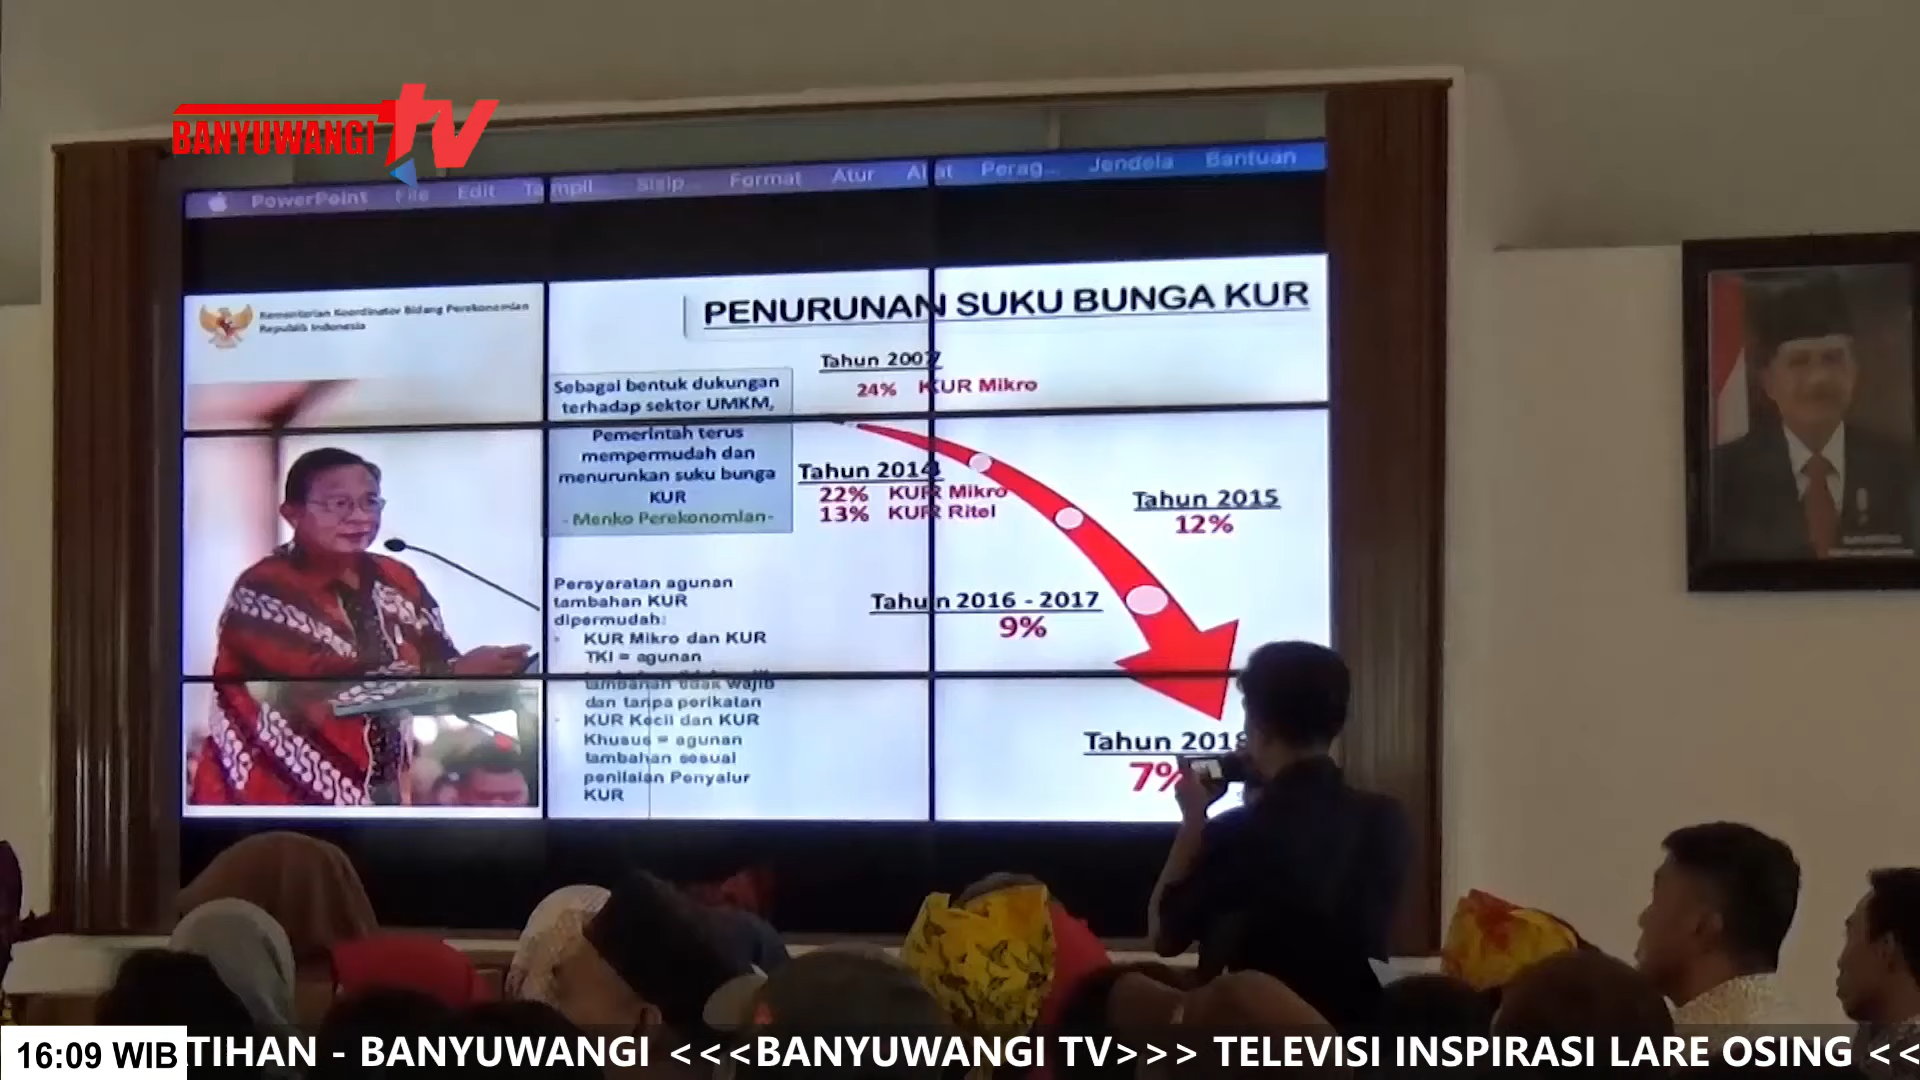 BANYUWANGI tv
PowerPoint File Edit Tampil Sisip... Format Atur Alat Perag... Jendela Bantuan
Kementerian Koordinator Bidang Perekonomian
Republik Indonesia
PENURUNAN SUKU BUNGA KUR
Sebagai bentuk dukungan
terhadap sektor UMKM,
Pemerintah terus
mempermudah dan
menurunkan suku bunga
KUR
- Menko Perekonomian-
Tahun 2007
24% KUR Mikro
Tahun 2014
22% KUR Mikro
13% KUR Ritel
Tahun 2015
12%
Tahun 2016 - 2017
9%
Tahun 2018
7%
Persyaratan agunan
tambahan KUR
dipermudah:
- KUR Mikro dan KUR
TKI = agunan
tambahan tidak wajib
dan tanpa perikatan
- KUR Kecil dan KUR
Khusus = agunan
tambahan sesuai
penilaian Penyalur
KUR
16:09 WIB TIHAN - BANYUWANGI <<<BANYUWANGI TV>>> TELEVISI INSPIRASI LARE OSING <<